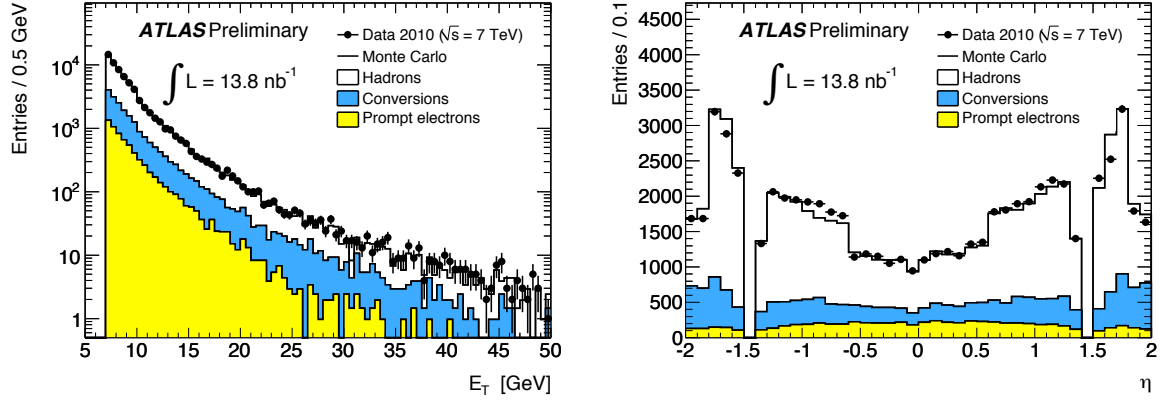 Entries / 0.5 GeV
ATLAS Preliminary
∫ L = 13.8 nb⁻¹
Data 2010 (√s = 7 TeV)
Monte Carlo
Hadrons
Conversions
Prompt electrons
10⁴
10³
10²
10
1
5 10 15 20 25 30 35 40 45 50
E_T [GeV]
Entries / 0.1
ATLAS Preliminary
∫ L = 13.8 nb⁻¹
Data 2010 (√s = 7 TeV)
Monte Carlo
Hadrons
Conversions
Prompt electrons
4500
4000
3500
3000
2500
2000
1500
1000
500
0
-2 -1.5 -1 -0.5 0 0.5 1 1.5 2
η